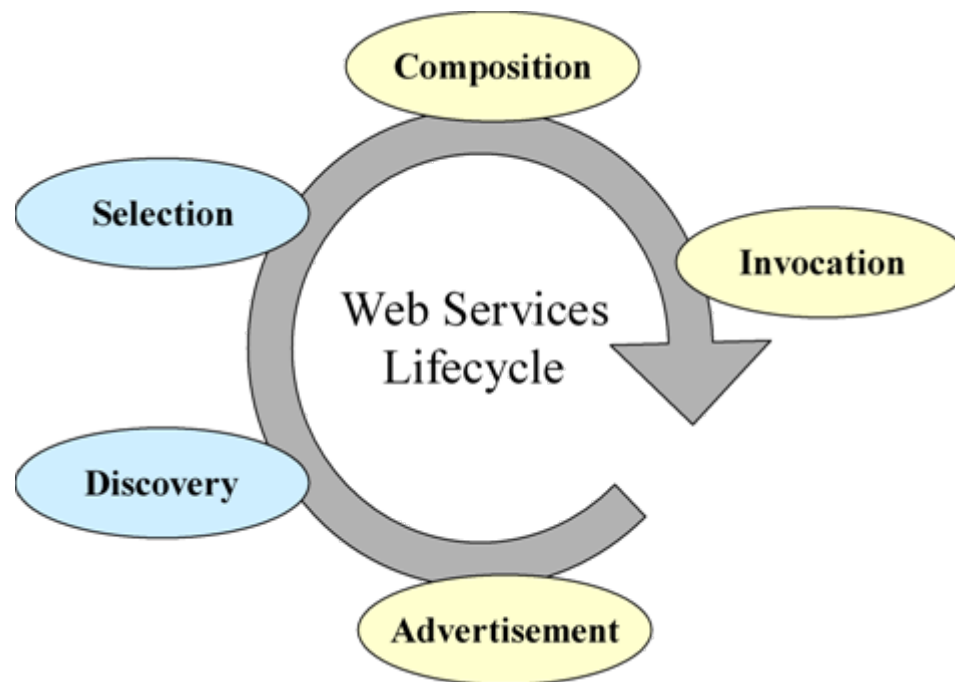 Composition
Selection
Invocation
Web Services
Lifecycle
Discovery
Advertisement